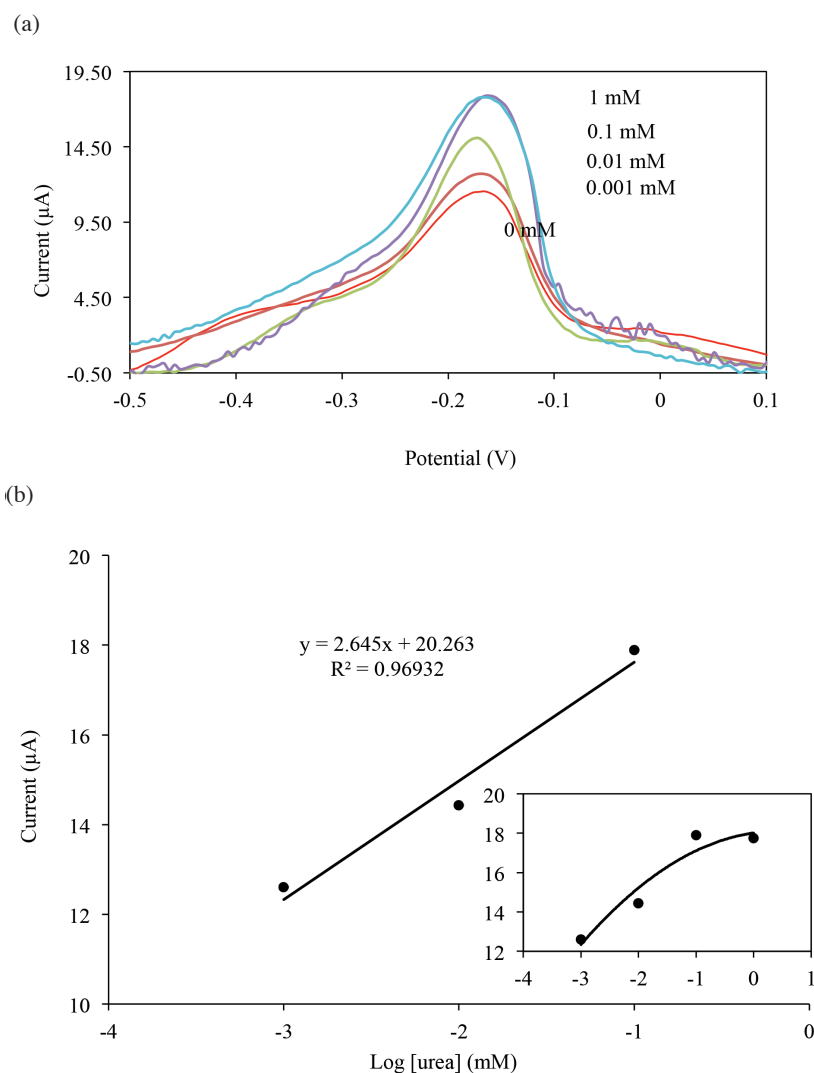 (a)
19.50
14.50
9.50
4.50
-0.50
Current (µA)
1 mM
0.1 mM
0.01 mM
0.001 mM
0 mM
-0.5 -0.4 -0.3 -0.2 -0.1 0 0.1
Potential (V)
(b)
20
18
16
14
12
10
Current (µA)
y = 2.645x + 20.263
R² = 0.96932
20
18
16
14
12
-4 -3 -2 -1 0 1
-4 -3 -2 -1 0
Log [urea] (mM)